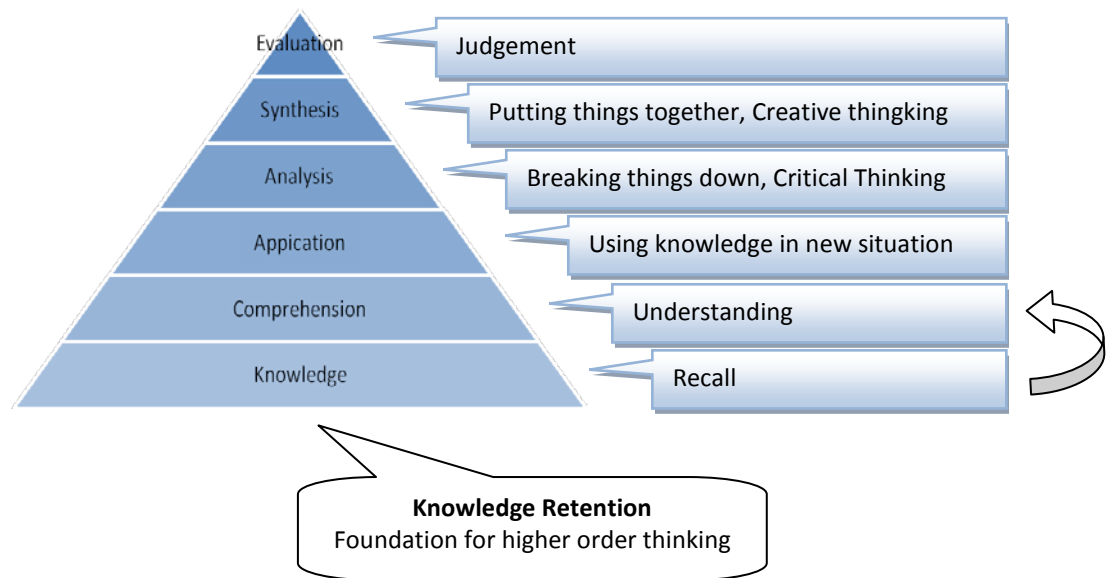 Evaluation
Judgement
Synthesis
Putting things together, Creative thingking
Analysis
Breaking things down, Critical Thinking
Appication
Using knowledge in new situation
Comprehension
Understanding
Knowledge
Recall
Knowledge Retention
Foundation for higher order thinking